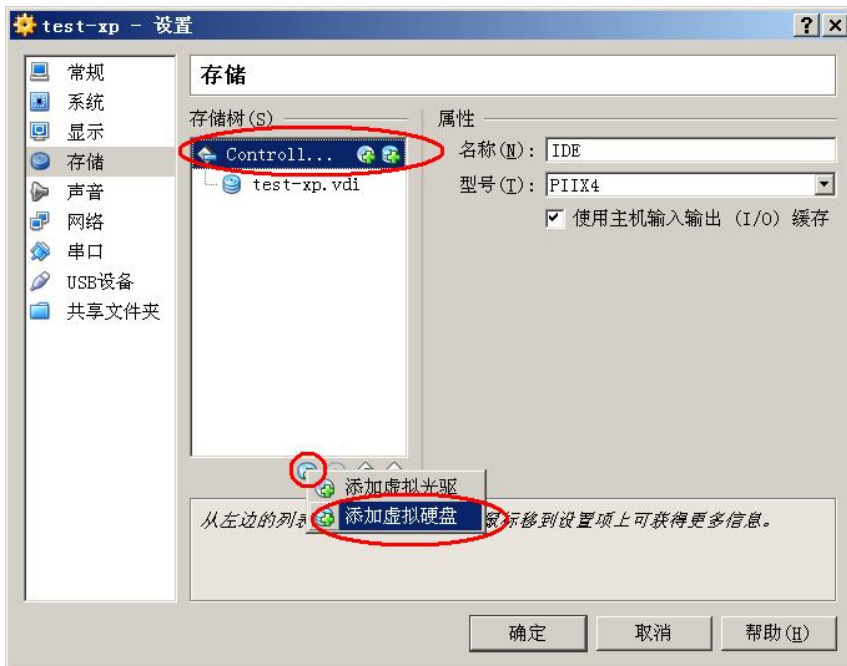 test-xp - 设置
常规
系统
显示
存储
声音
网络
串口
USB设备
共享文件夹
存储
存储树(S)
Controll...
test-xp.vdi
属性
名称(N): IDE
型号(T): PIIX4
使用主机输入输出 (I/O) 缓存
添加虚拟光驱
添加虚拟硬盘
从左边的列表 鼠标移到设置项上可获得更多信息。
确定
取消
帮助(H)